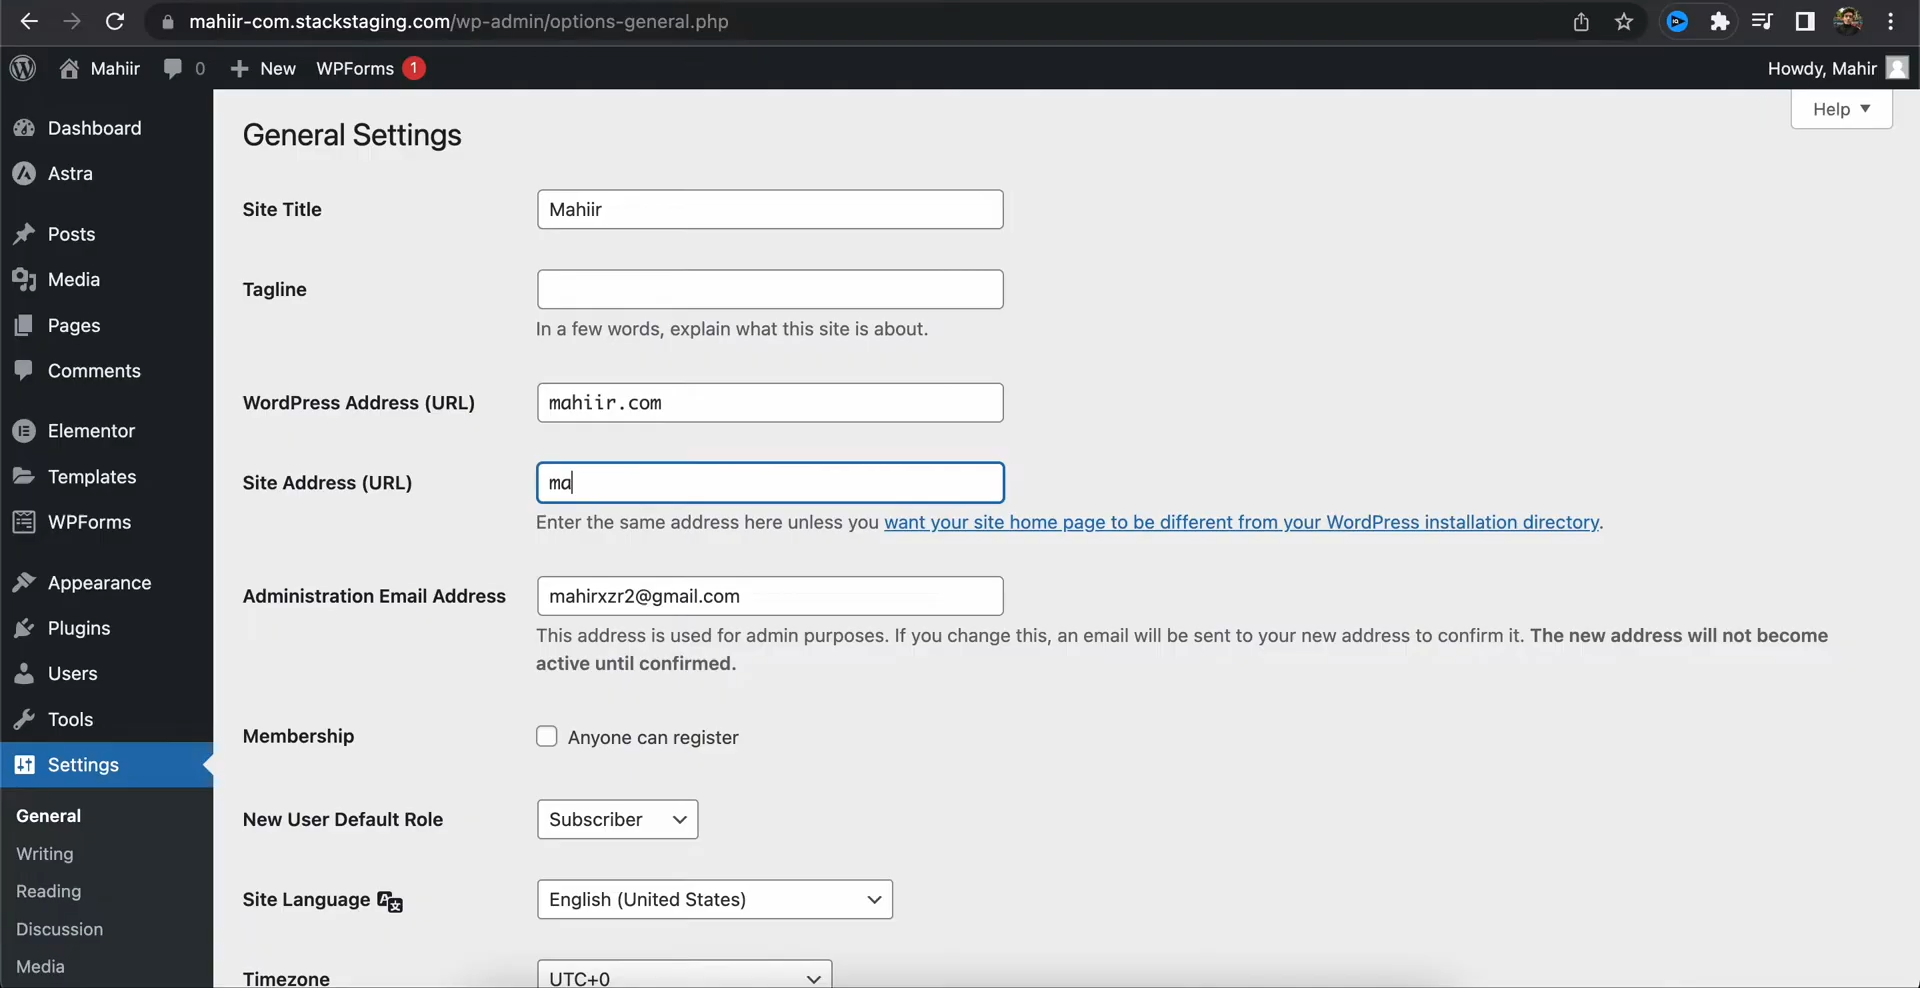 mahiir-com.stackstaging.com/wp-admin/options-general.php
Mahiir 0 New WPForms 1 Howdy, Mahir
Help
Dashboard
Astra
Posts
Media
Pages
Comments
Elementor
Templates
WPForms
Appearance
Plugins
Users
Tools
Settings
General
Writing
Reading
Discussion
Media
General Settings
Site Title Mahiir
Tagline
In a few words, explain what this site is about.
WordPress Address (URL) mahiir.com
Site Address (URL) ma
Enter the same address here unless you want your site home page to be different from your WordPress installation directory.
Administration Email Address mahirxzr2@gmail.com
This address is used for admin purposes. If you change this, an email will be sent to your new address to confirm it. The new address will not become
active until confirmed.
Membership Anyone can register
New User Default Role Subscriber
Site Language English (United States)
Timezone UTC+0